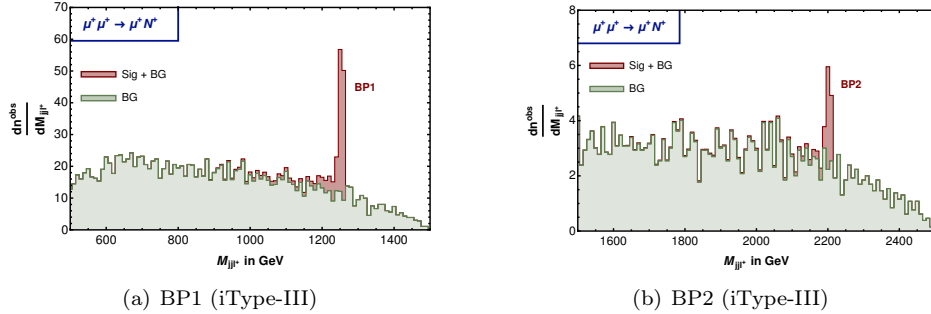 μ⁺μ⁺ → μ⁺N⁺
Sig + BG
BG
BP1
dn^obs
dM_jjl⁺
70
60
50
40
30
20
10
0
600 800 1000 1200 1400
M_jjl⁺ in GeV
(a) BP1 (iType-III)
μ⁺μ⁺ → μ⁺N⁺
Sig + BG
BG
BP2
dn^obs
dM_jjl⁺
8
6
4
2
0
1600 1800 2000 2200 2400
M_jjl⁺ in GeV
(b) BP2 (iType-III)